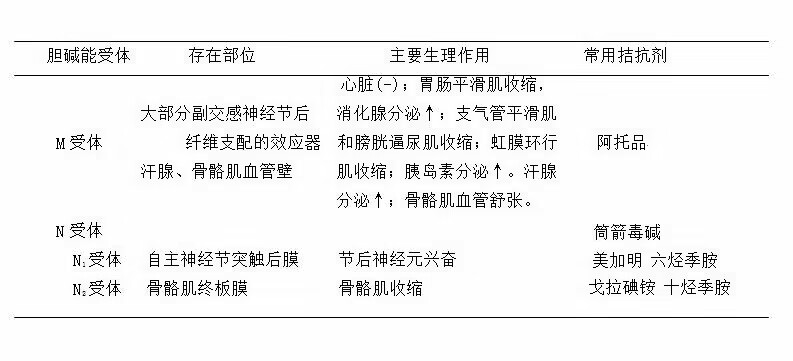 胆碱能受体 存在部位 主要生理作用 常用拮抗剂
心脏(-)；胃肠平滑肌收缩，
大部分副交感神经节后 消化腺分泌↑；支气管平滑肌
M受体 纤维支配的效应器 和膀胱逼尿肌收缩；虹膜环行 阿托品
汗腺、骨骼肌血管壁 肌收缩；胰岛素分泌↑。汗腺
分泌↑；骨骼肌血管舒张。
N受体 筒箭毒碱
N₁受体 自主神经节突触后膜 节后神经元兴奋 美加明 六烃季胺
N₂受体 骨骼肌终板膜 骨骼肌收缩 戈拉碘铵 十烃季胺